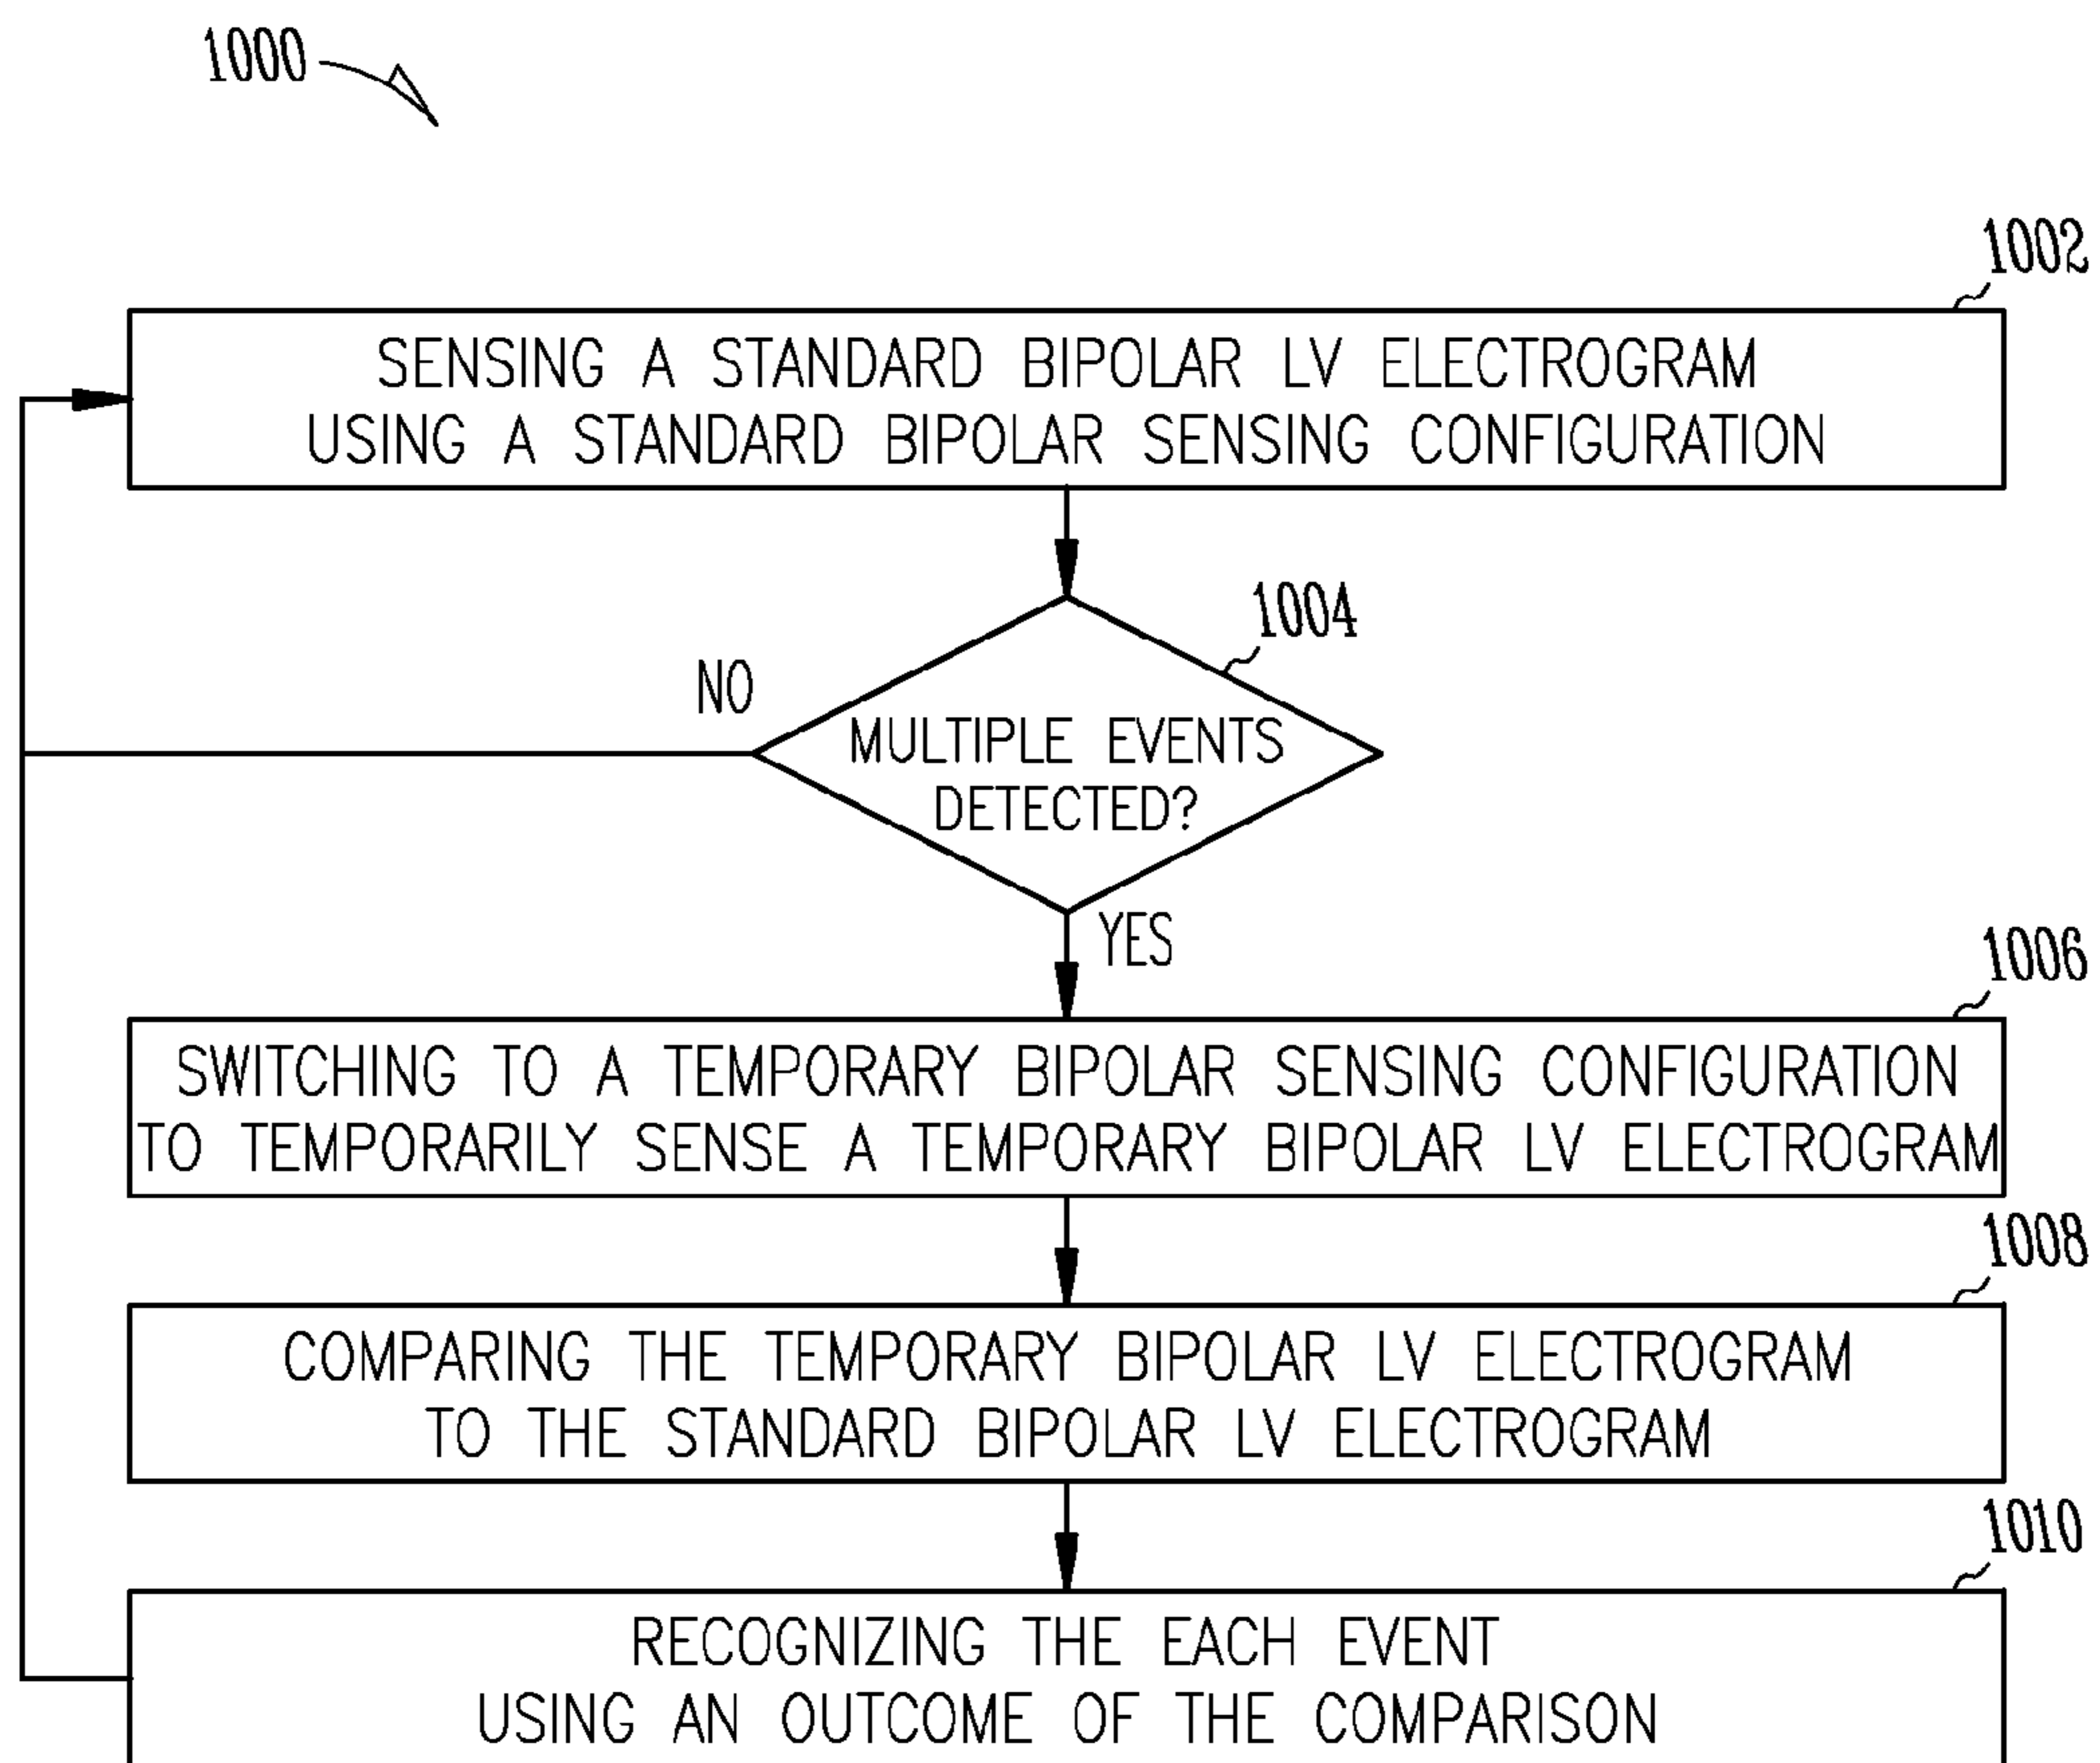 1000
1002
SENSING A STANDARD BIPOLAR LV ELECTROGRAM
USING A STANDARD BIPOLAR SENSING CONFIGURATION
1004
NO
MULTIPLE EVENTS
DETECTED?
YES
1006
SWITCHING TO A TEMPORARY BIPOLAR SENSING CONFIGURATION
TO TEMPORARILY SENSE A TEMPORARY BIPOLAR LV ELECTROGRAM
1008
COMPARING THE TEMPORARY BIPOLAR LV ELECTROGRAM
TO THE STANDARD BIPOLAR LV ELECTROGRAM
1010
RECOGNIZING THE EACH EVENT
USING AN OUTCOME OF THE COMPARISON